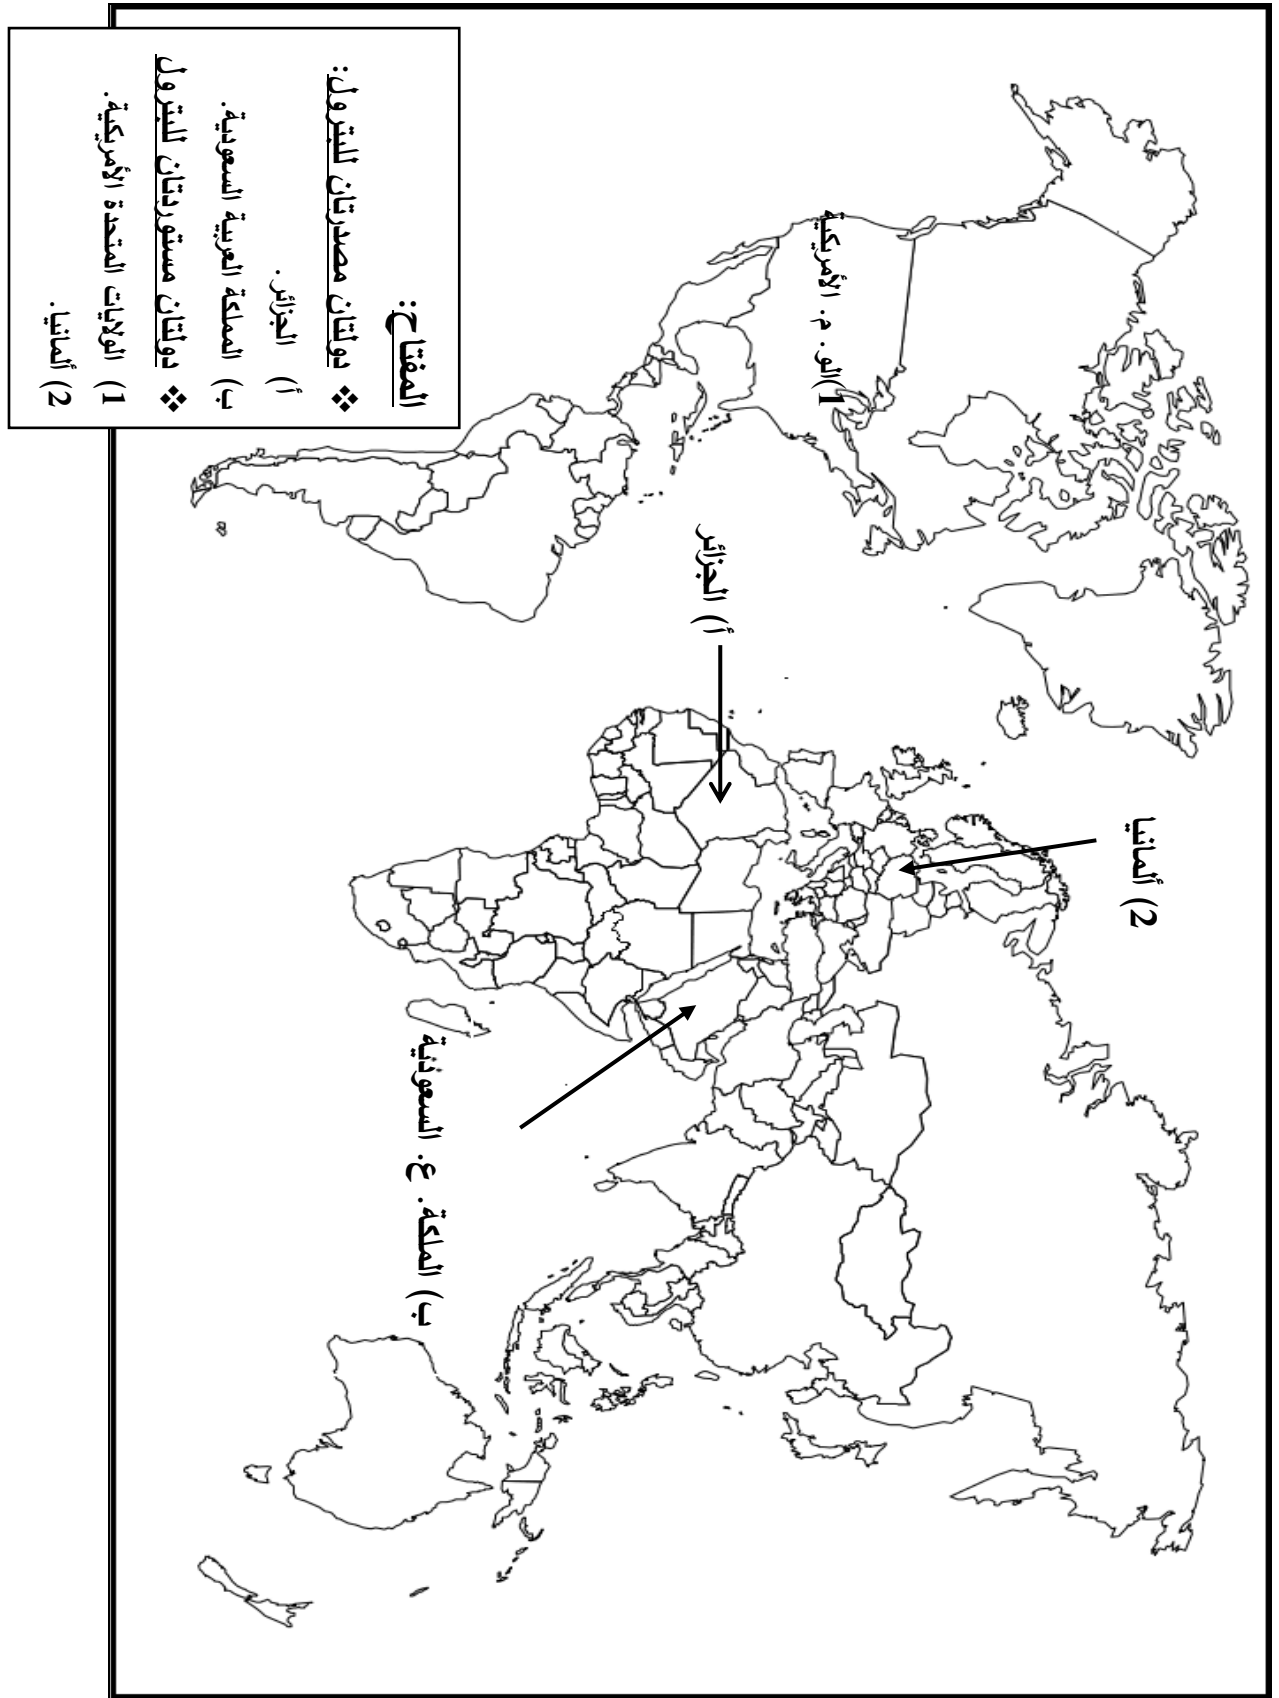 1)الو. م. الأمريكية
أ) الجزائر
2) ألمانيا
ب) الملكة. ع. السعودية
المفتاح:
❖ دولتان مصدرتان للبترول:
أ) الجزائر.
ب) المملكة العربية السعودية.
❖ دولتان مستوردتان للبترول
1) الولايات المتحدة الأمريكية.
2) ألمانيا.